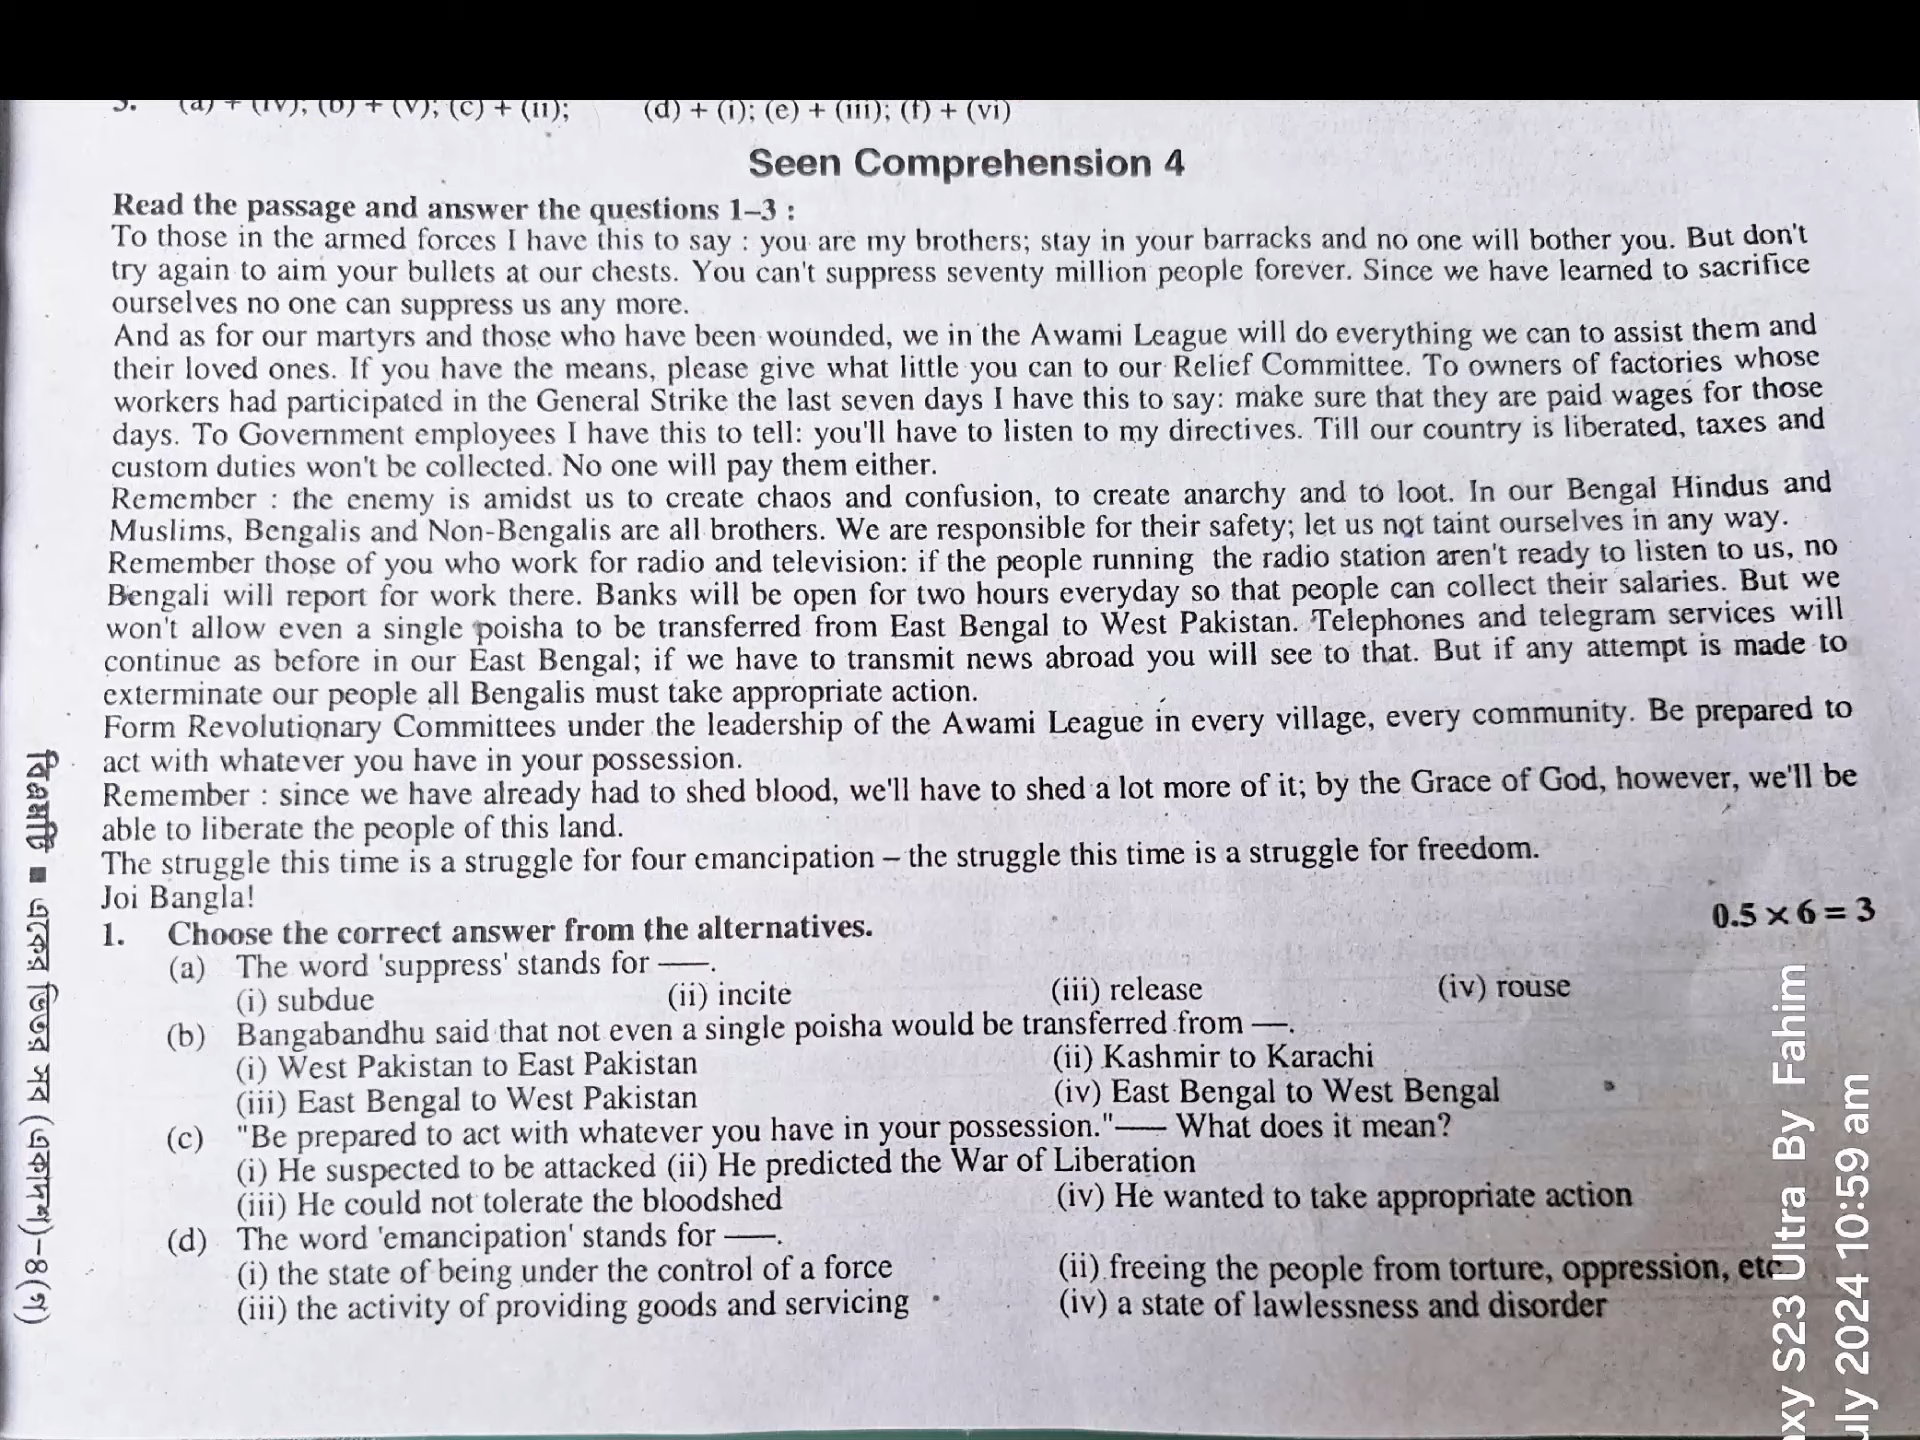 3. (a) + (iv); (b) + (v); (c) + (ii); (d) + (i); (e) + (iii); (f) + (vi)
Seen Comprehension 4
Read the passage and answer the questions 1–3 :
To those in the armed forces I have this to say : you are my brothers; stay in your barracks and no one will bother you. But don't
try again to aim your bullets at our chests. You can't suppress seventy million people forever. Since we have learned to sacrifice
ourselves no one can suppress us any more.
And as for our martyrs and those who have been wounded, we in the Awami League will do everything we can to assist them and
their loved ones. If you have the means, please give what little you can to our Relief Committee. To owners of factories whose
workers had participated in the General Strike the last seven days I have this to say: make sure that they are paid wages for those
days. To Government employees I have this to tell: you'll have to listen to my directives. Till our country is liberated, taxes and
custom duties won't be collected. No one will pay them either.
Remember : the enemy is amidst us to create chaos and confusion, to create anarchy and to loot. In our Bengal Hindus and
Muslims, Bengalis and Non-Bengalis are all brothers. We are responsible for their safety; let us not taint ourselves in any way.
Remember those of you who work for radio and television: if the people running the radio station aren't ready to listen to us, no
Bengali will report for work there. Banks will be open for two hours everyday so that people can collect their salaries. But we
won't allow even a single poisha to be transferred from East Bengal to West Pakistan. Telephones and telegram services will
continue as before in our East Bengal; if we have to transmit news abroad you will see to that. But if any attempt is made to
exterminate our people all Bengalis must take appropriate action.
Form Revolutionary Committees under the leadership of the Awami League in every village, every community. Be prepared to
act with whatever you have in your possession.
Remember : since we have already had to shed blood, we'll have to shed a lot more of it; by the Grace of God, however, we'll be
able to liberate the people of this land.
The struggle this time is a struggle for four emancipation – the struggle this time is a struggle for freedom.
Joi Bangla!
1. Choose the correct answer from the alternatives. 0.5 × 6 = 3
(a) The word 'suppress' stands for —.
(i) subdue (ii) incite (iii) release (iv) rouse
(b) Bangabandhu said that not even a single poisha would be transferred from —.
(i) West Pakistan to East Pakistan (ii) Kashmir to Karachi
(iii) East Bengal to West Pakistan (iv) East Bengal to West Bengal
(c) "Be prepared to act with whatever you have in your possession."— What does it mean?
(i) He suspected to be attacked (ii) He predicted the War of Liberation
(iii) He could not tolerate the bloodshed (iv) He wanted to take appropriate action
(d) The word 'emancipation' stands for —.
(i) the state of being under the control of a force (ii) freeing the people from torture, oppression, etc
(iii) the activity of providing goods and servicing (iv) a state of lawlessness and disorder
বিএমটি ■ একের ভিতর সব (একাদশ)–৪(গ)
xy S23 Ultra By Fahim
uly 2024 10:59 am